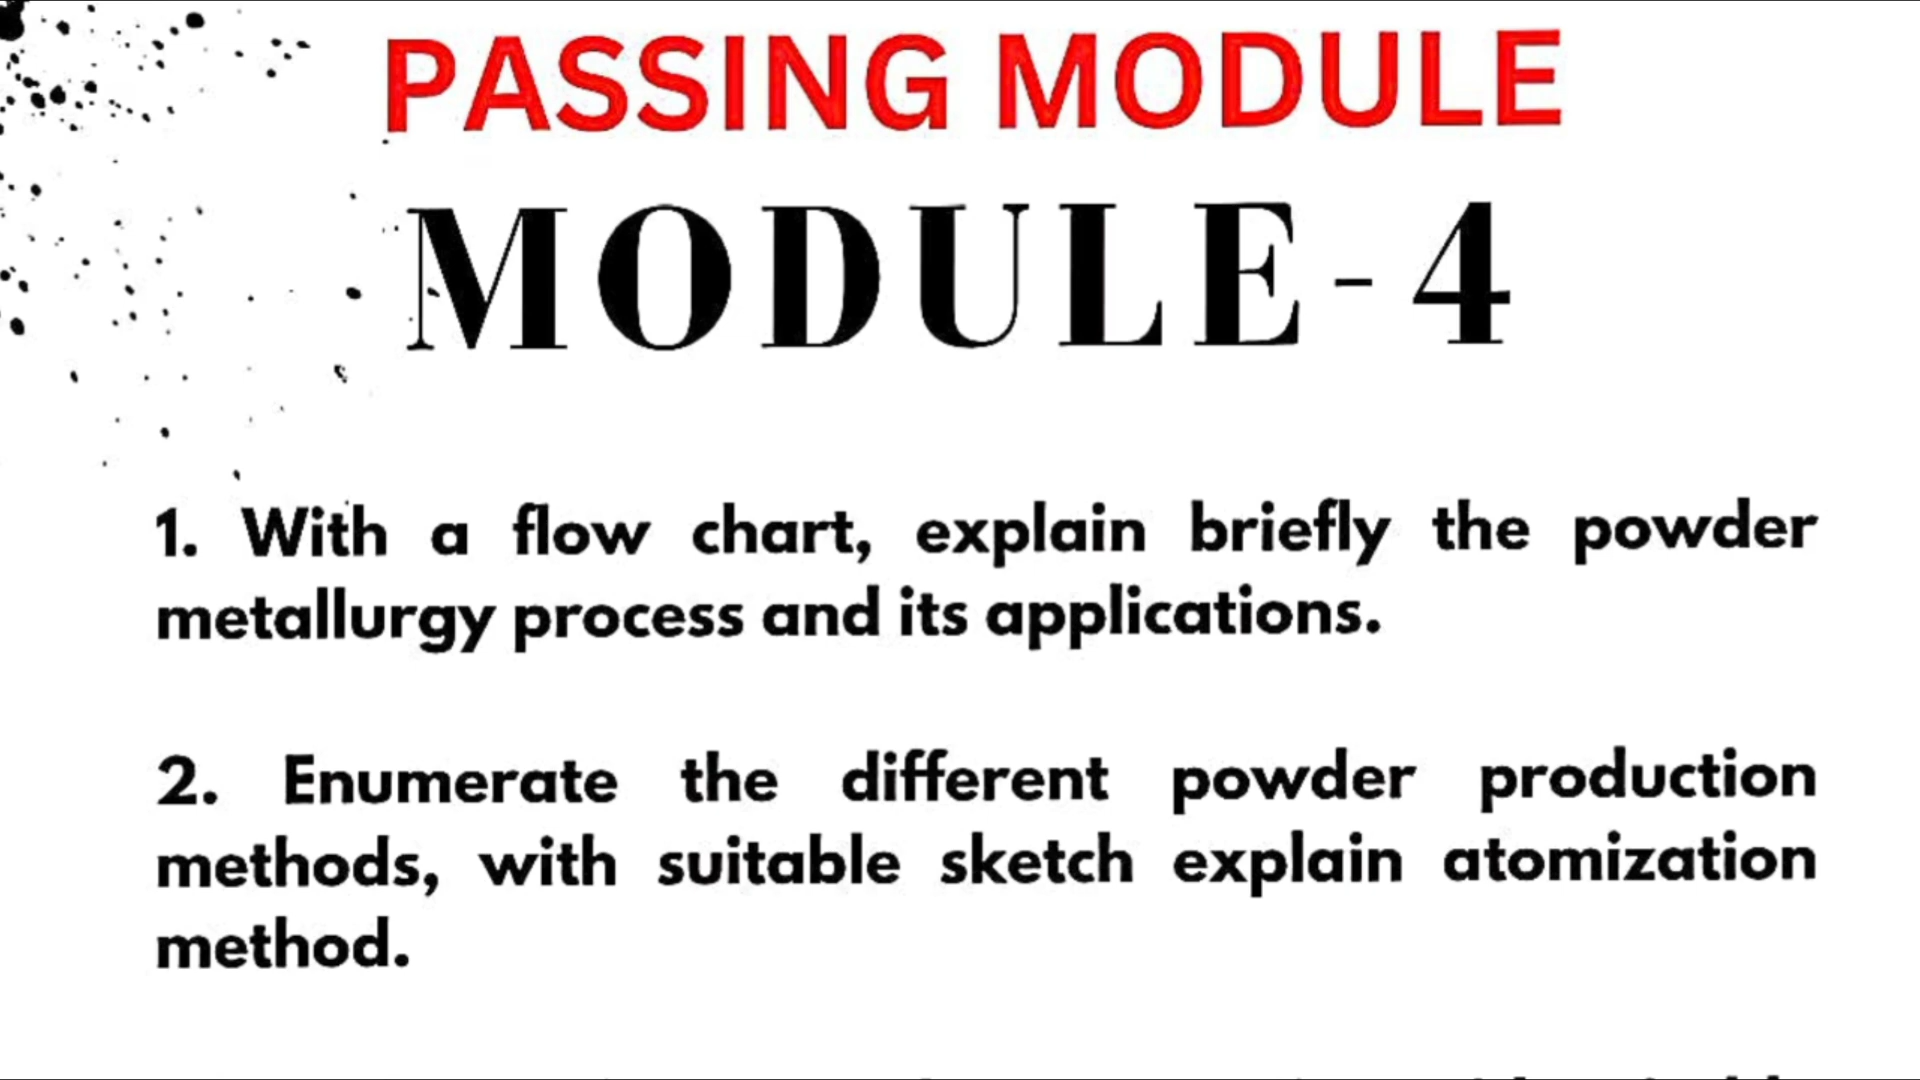 PASSING MODULE
MODULE-4
1. With a flow chart, explain briefly the powder
metallurgy process and its applications.
2. Enumerate the different powder production
methods, with suitable sketch explain atomization
method.